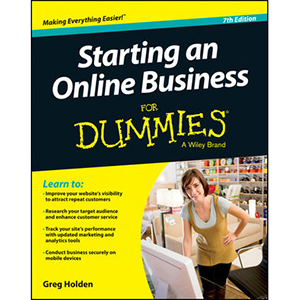 Making Everything Easier!™
7th Edition
Starting an
Online Business
FOR
DUMMIES®
A Wiley Brand
Learn to:
• Improve your website's visibility
to attract repeat customers
• Research your target audience
and enhance customer service
• Track your site's performance
with updated marketing and
analytics tools
• Conduct business securely on
mobile devices
Greg Holden